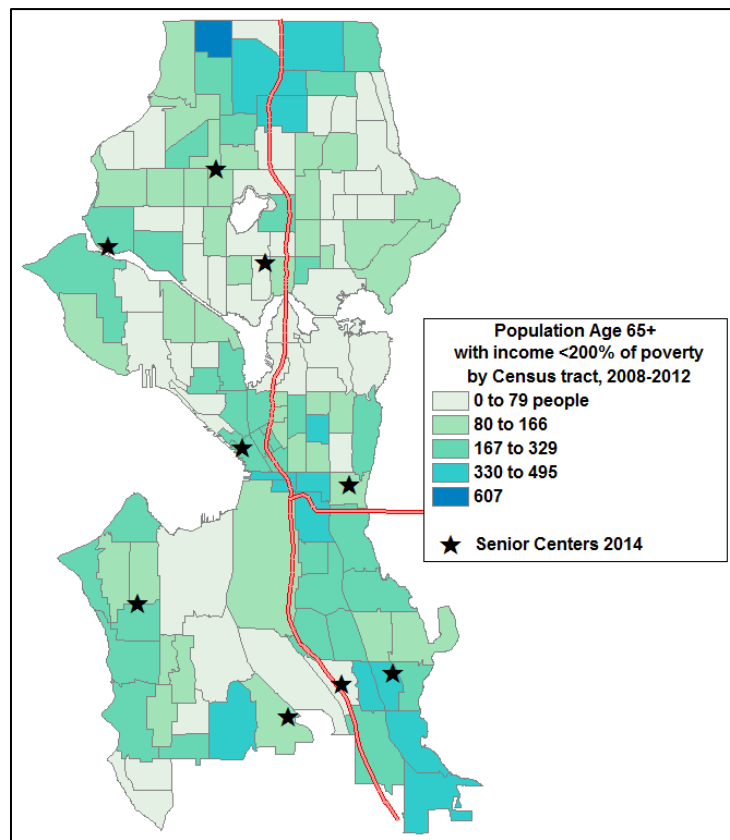 Population Age 65+
with income <200% of poverty
by Census tract, 2008-2012
0 to 79 people
80 to 166
167 to 329
330 to 495
607
Senior Centers 2014